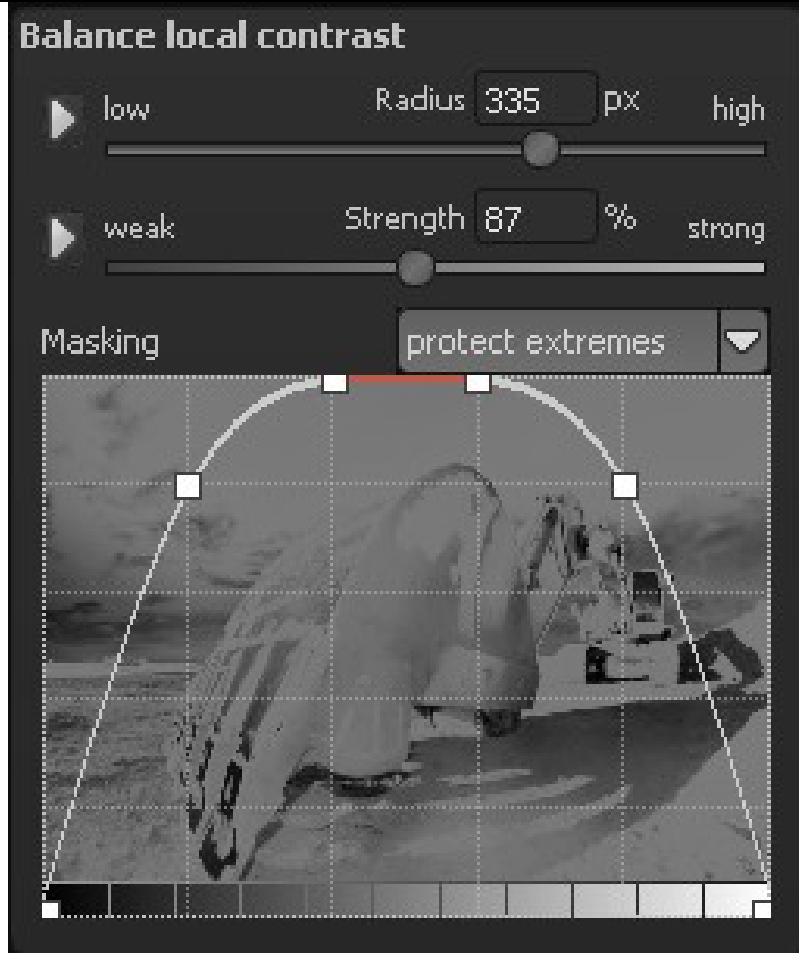 Balance local contrast
low Radius 335 px high
weak Strength 87 % strong
Masking protect extremes